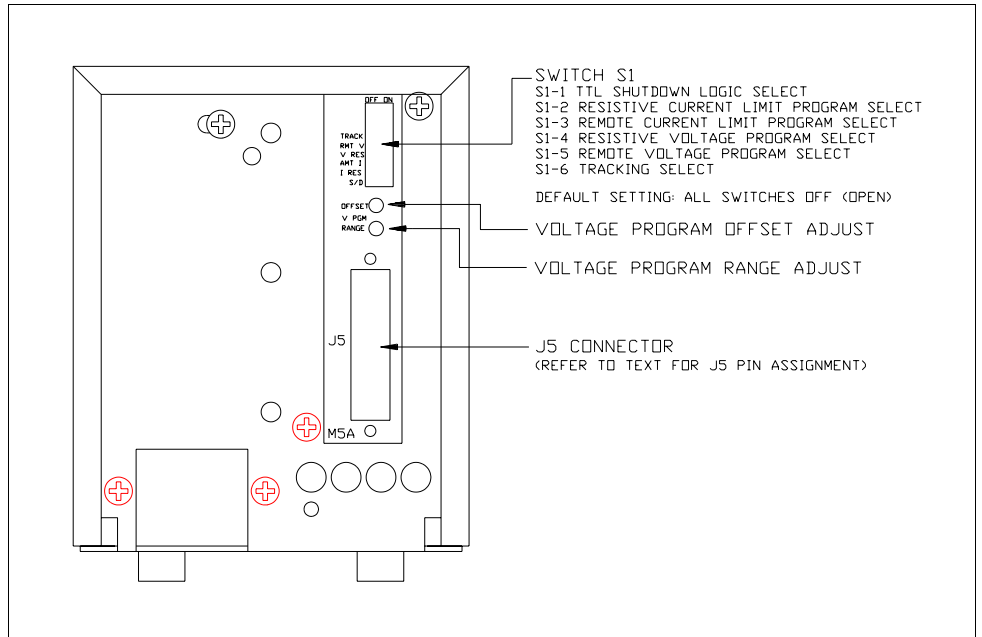 SWITCH S1
S1-1 TTL SHUTDOWN LOGIC SELECT
S1-2 RESISTIVE CURRENT LIMIT PROGRAM SELECT
S1-3 REMOTE CURRENT LIMIT PROGRAM SELECT
S1-4 RESISTIVE VOLTAGE PROGRAM SELECT
S1-5 REMOTE VOLTAGE PROGRAM SELECT
S1-6 TRACKING SELECT
DEFAULT SETTING: ALL SWITCHES OFF (OPEN)
VOLTAGE PROGRAM OFFSET ADJUST
VOLTAGE PROGRAM RANGE ADJUST
J5 CONNECTOR
(REFER TO TEXT FOR J5 PIN ASSIGNMENT)
OFF ON
TRACK
RMT V
V RES
AMT I
I RES
S/D
OFFSET
V PGM
RANGE
J5
M5A